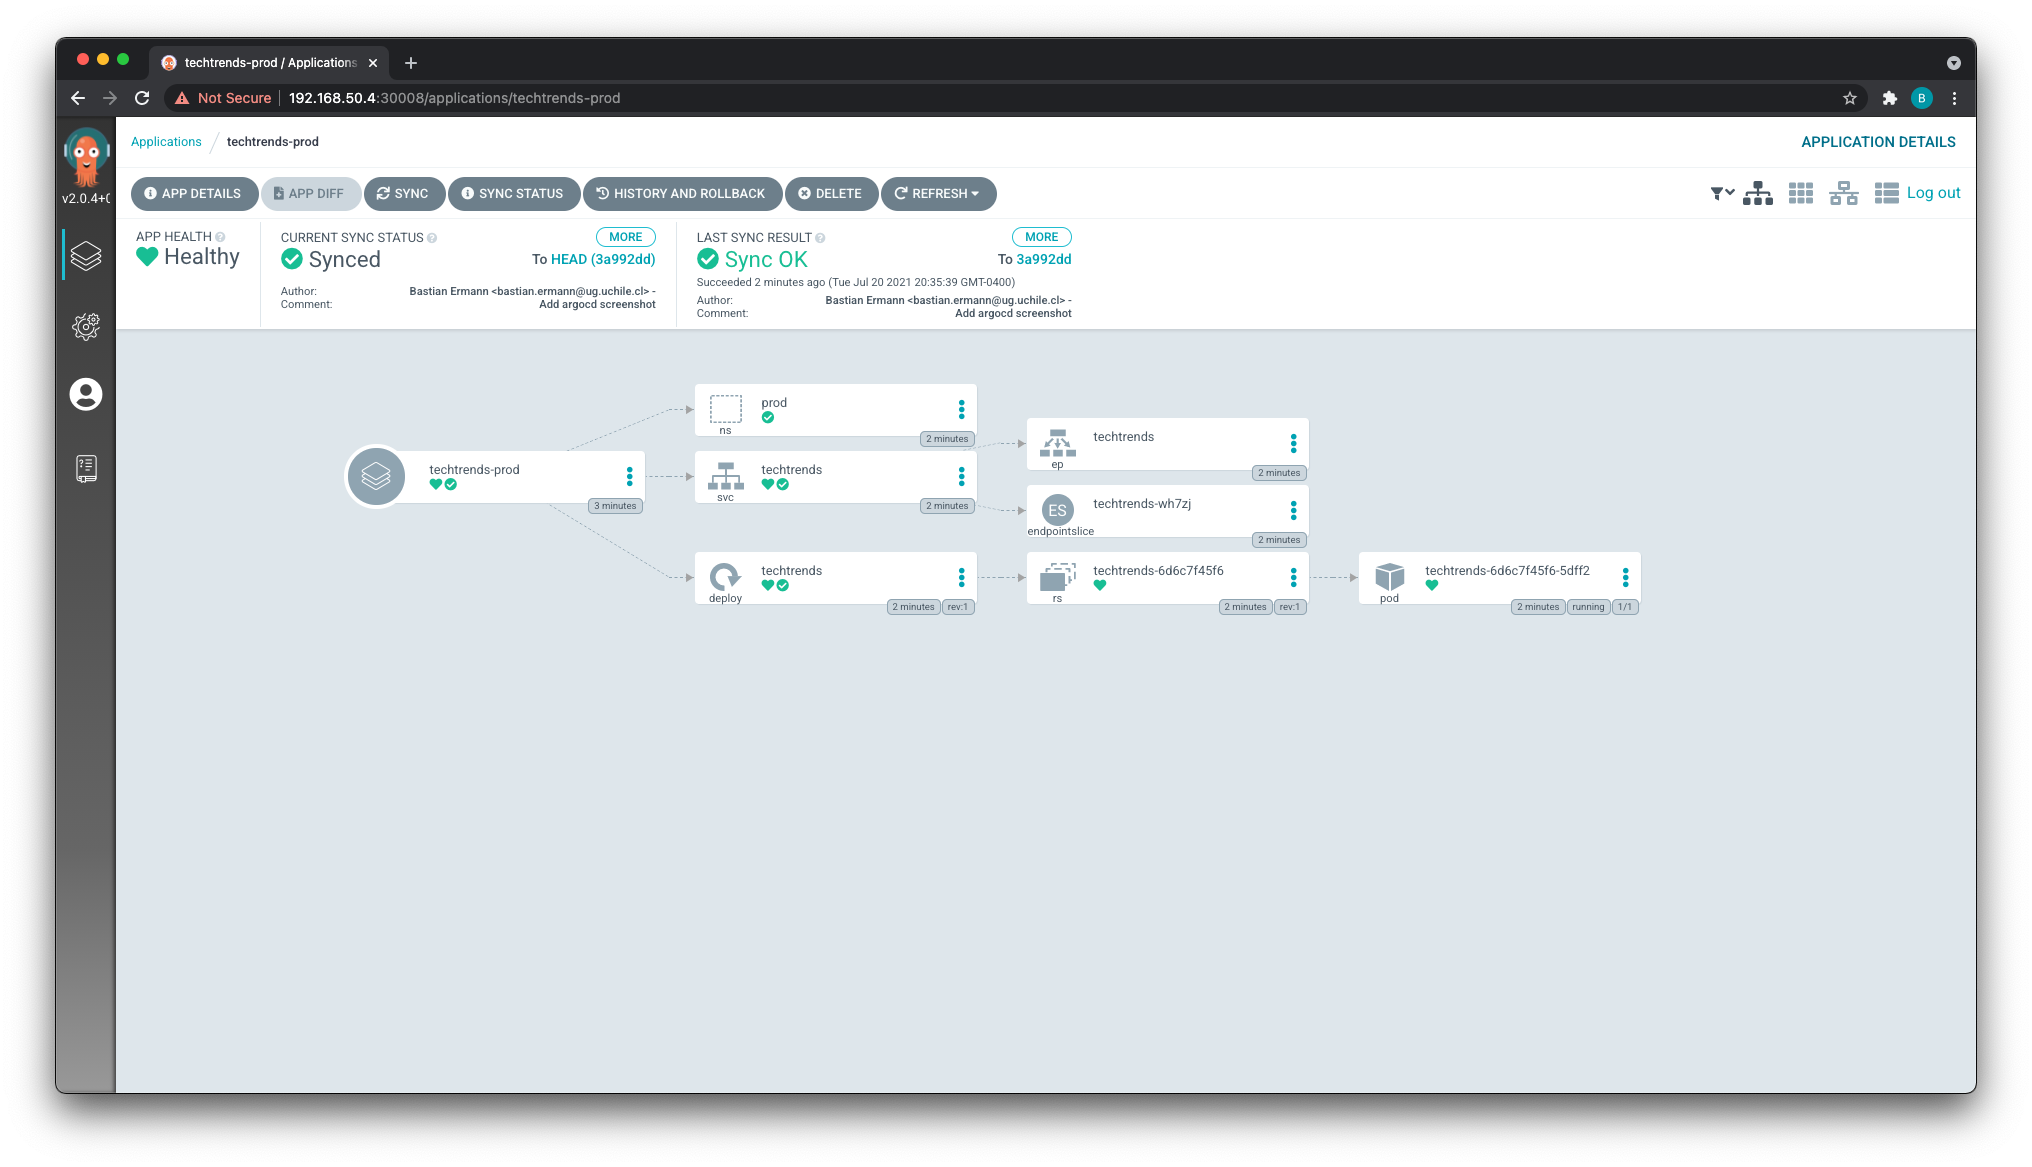 techtrends-prod / Applications
Not Secure 192.168.50.4:30008/applications/techtrends-prod
B
Applications / techtrends-prod
APPLICATION DETAILS
v2.0.4+
APP DETAILS APP DIFF SYNC SYNC STATUS HISTORY AND ROLLBACK DELETE REFRESH
Log out
APP HEALTH
Healthy
CURRENT SYNC STATUS MORE
Synced To HEAD (3a992dd)
Author: Bastian Ermann <bastian.ermann@ug.uchile.cl> -
Comment: Add argocd screenshot
LAST SYNC RESULT MORE
Sync OK To 3a992dd
Succeeded 2 minutes ago (Tue Jul 20 2021 20:35:39 GMT-0400)
Author: Bastian Ermann <bastian.ermann@ug.uchile.cl> -
Comment: Add argocd screenshot
techtrends-prod
3 minutes
prod
ns
2 minutes
techtrends
svc
2 minutes
techtrends
ep
2 minutes
techtrends-wh7zj
ES
endpointslice
2 minutes
techtrends
deploy
2 minutes rev:1
techtrends-6d6c7f45f6
rs
2 minutes rev:1
techtrends-6d6c7f45f6-5dff2
pod
2 minutes running 1/1